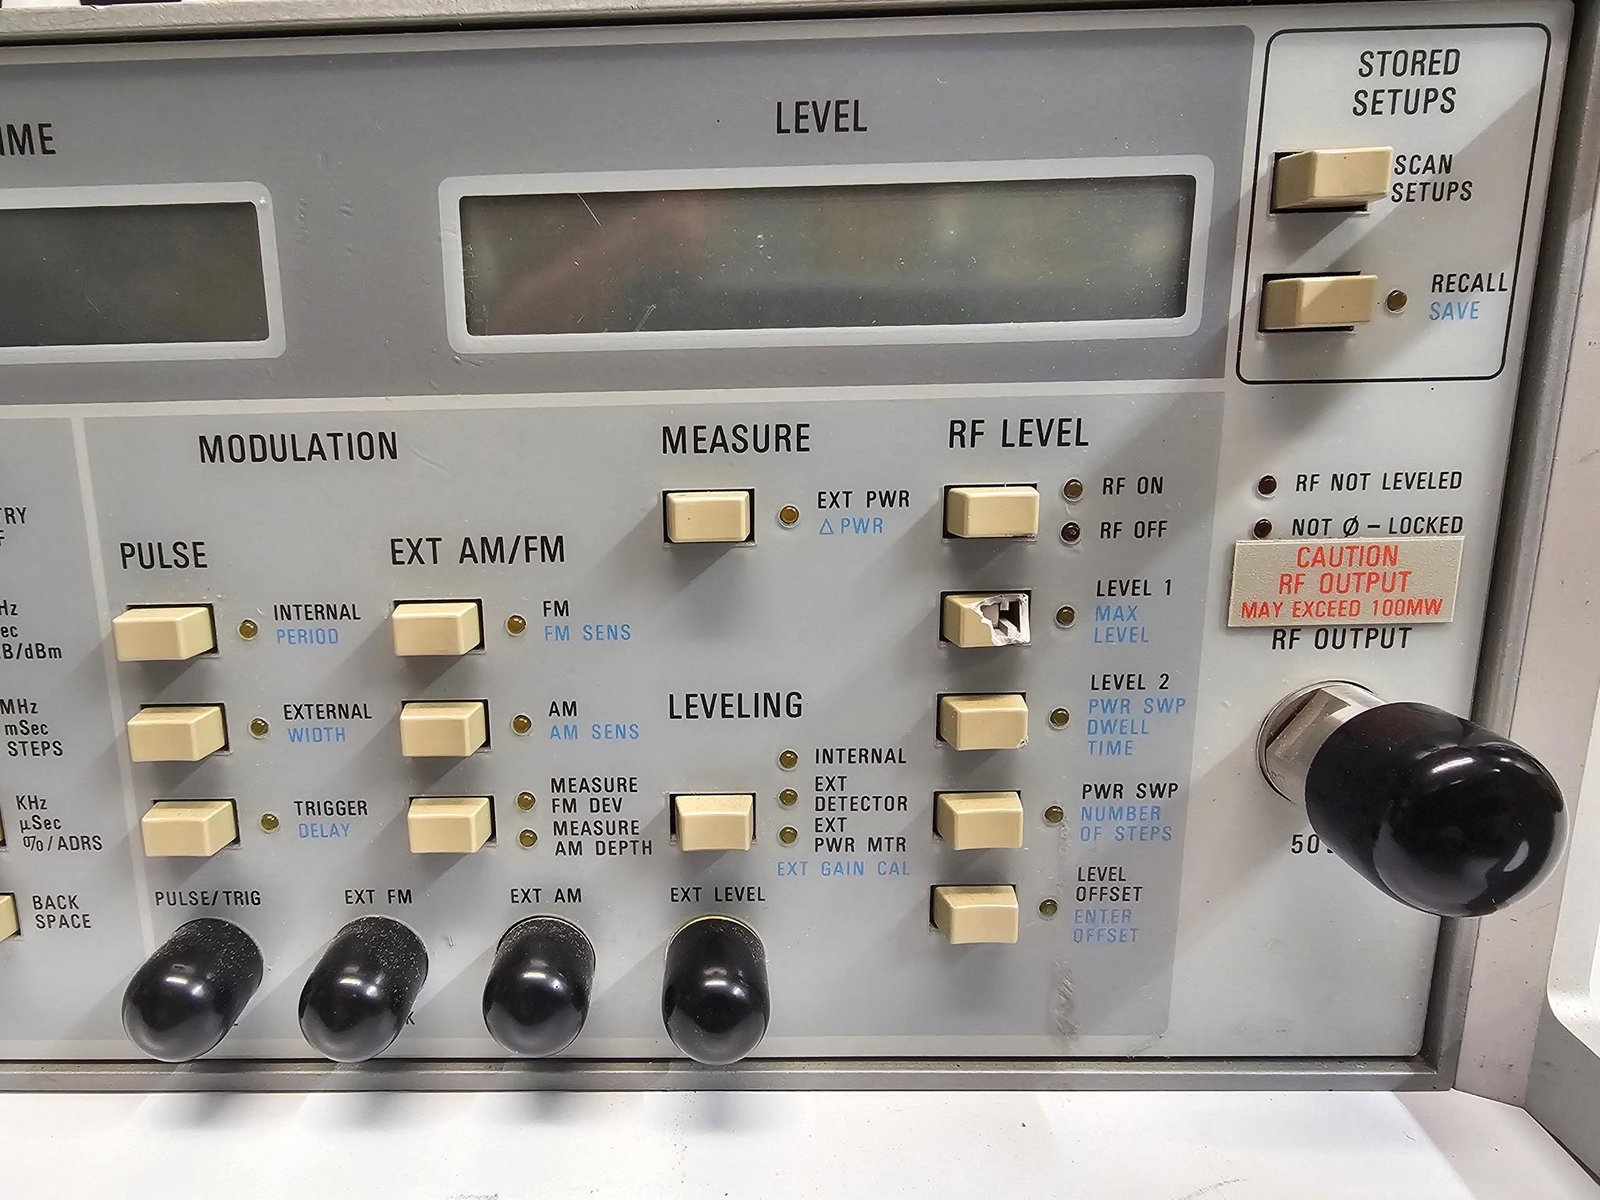 LEVEL
STORED
SETUPS
SCAN
SETUPS
RECALL
SAVE
MODULATION
PULSE
INTERNAL
PERIOD
EXTERNAL
WIDTH
TRIGGER
DELAY
EXT AM/FM
FM
FM SENS
AM
AM SENS
MEASURE
FM DEV
MEASURE
AM DEPTH
MEASURE
EXT PWR
Δ PWR
LEVELING
INTERNAL
EXT
DETECTOR
EXT
PWR MTR
EXT GAIN CAL
RF LEVEL
RF ON
RF OFF
LEVEL 1
MAX
LEVEL
LEVEL 2
PWR SWP
DWELL
TIME
PWR SWP
NUMBER
OF STEPS
LEVEL
OFFSET
ENTER
OFFSET
RF NOT LEVELED
NOT Ø – LOCKED
CAUTION
RF OUTPUT
MAY EXCEED 100MW
RF OUTPUT
MHz
mSec
STEPS
KHz
µSec
%/ADRS
BACK
SPACE
PULSE/TRIG
EXT FM
EXT AM
EXT LEVEL